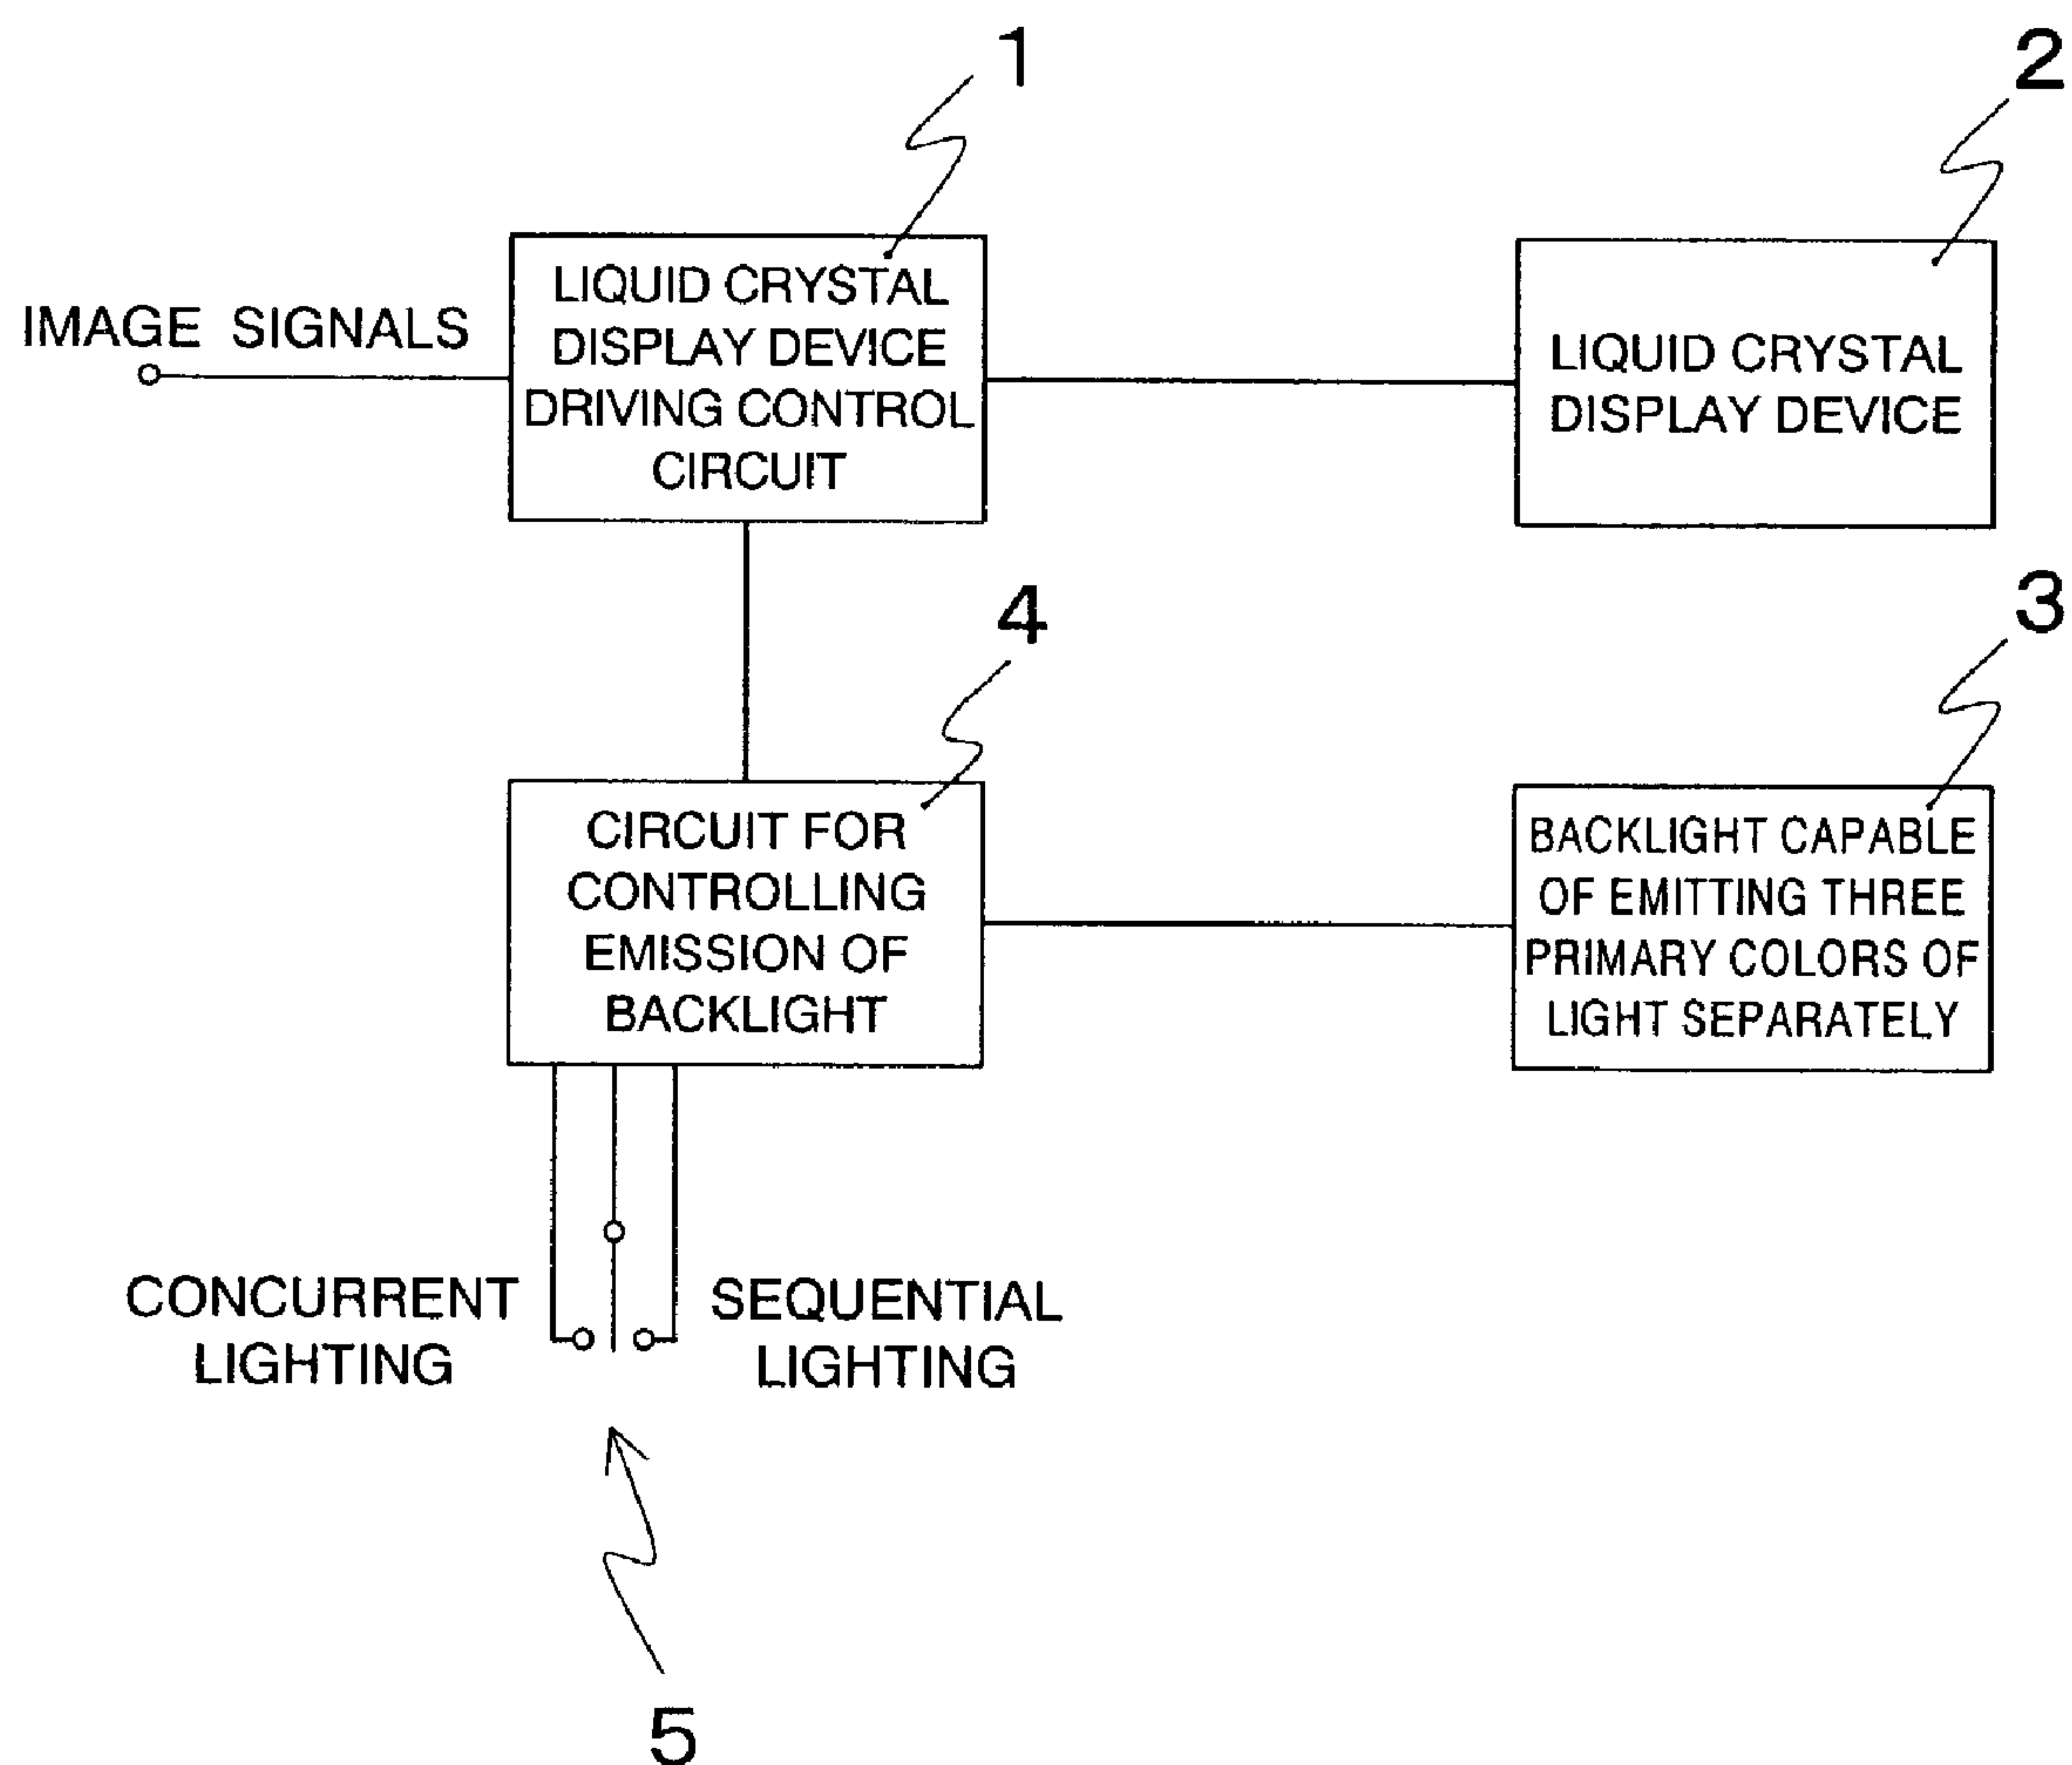 1
2
IMAGE SIGNALS
LIQUID CRYSTAL
DISPLAY DEVICE
DRIVING CONTROL
CIRCUIT
LIQUID CRYSTAL
DISPLAY DEVICE
4
3
CIRCUIT FOR
CONTROLLING
EMISSION OF
BACKLIGHT
BACKLIGHT CAPABLE
OF EMITTING THREE
PRIMARY COLORS OF
LIGHT SEPARATELY
CONCURRENT
LIGHTING
SEQUENTIAL
LIGHTING
5